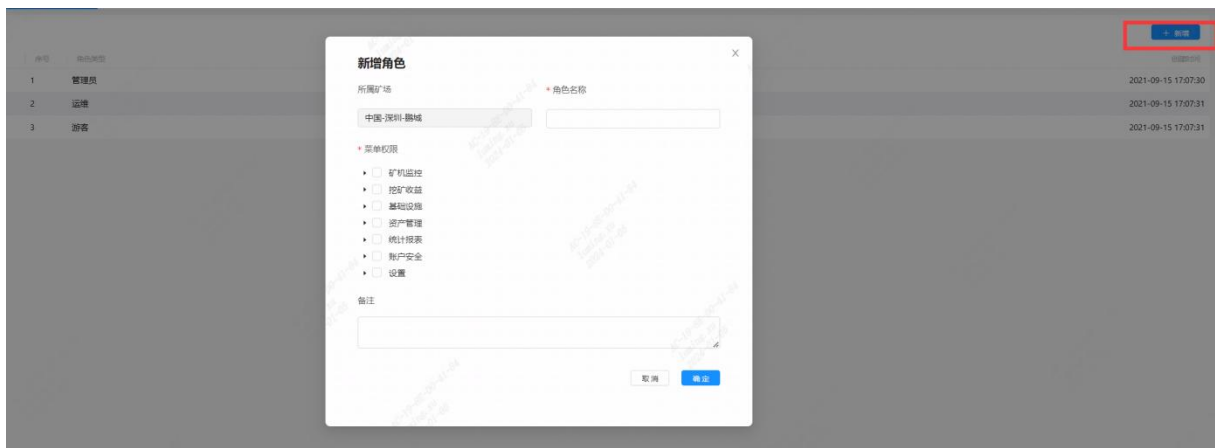 + 新增
序号 角色类型 创建时间
1 管理员 2021-09-15 17:07:30
2 运维 2021-09-15 17:07:31
3 游客 2021-09-15 17:07:31
新增角色
所属矿场 * 角色名称
中国-深圳-鹏城
* 菜单权限
矿机监控
挖矿收益
基础设施
资产管理
统计报表
账户安全
设置
备注
取 消 确 定